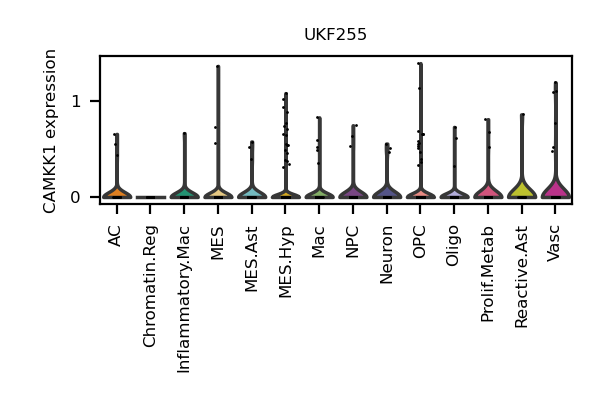 UKF255
CAMKK1 expression
1
0
AC
Chromatin.Reg
Inflammatory.Mac
MES
MES.Ast
MES.Hyp
Mac
NPC
Neuron
OPC
Oligo
Prolif.Metab
Reactive.Ast
Vasc